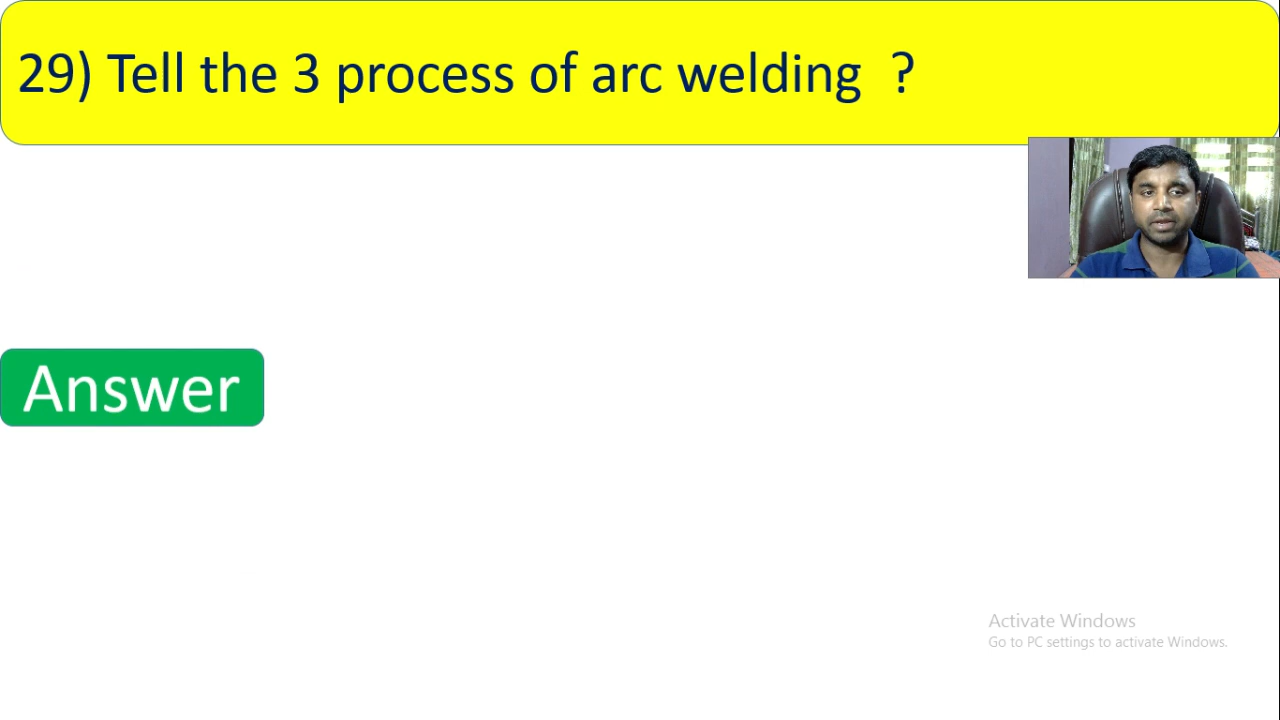 29) Tell the 3 process of arc welding ?
Answer
Activate Windows
Go to PC settings to activate Windows.